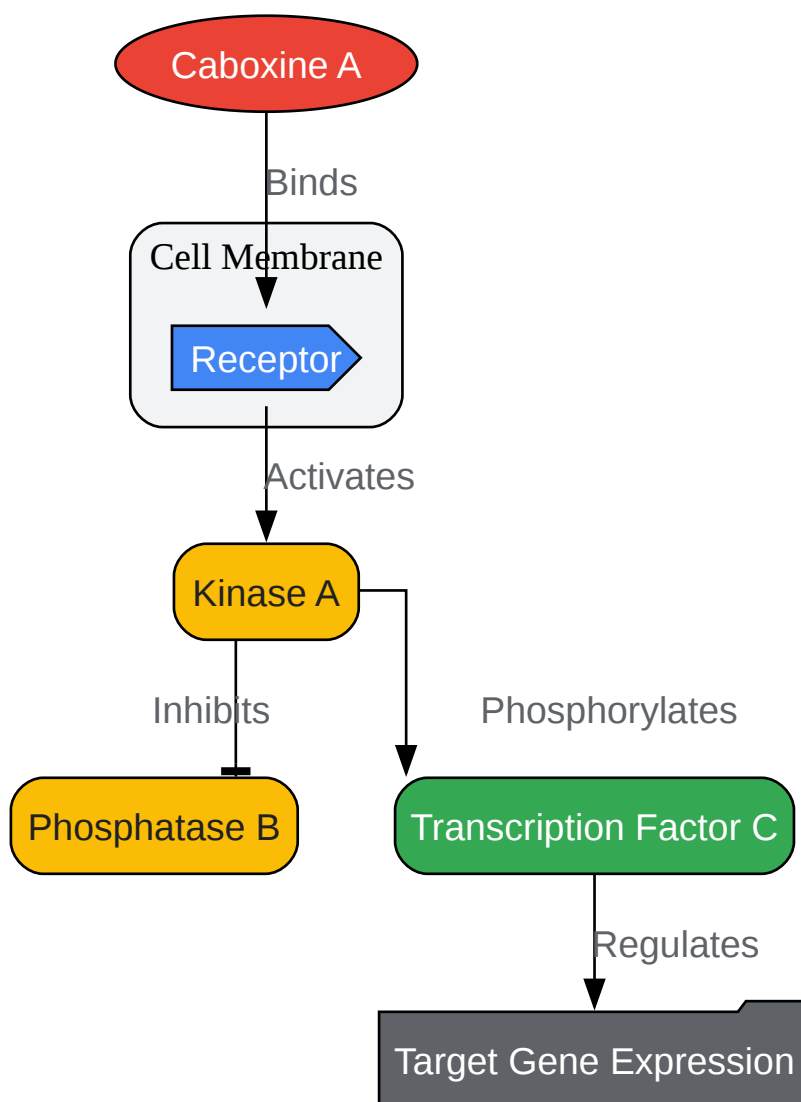 Caboxine A
Binds
Cell Membrane
Receptor
Activates
Kinase A
Inhibits
Phosphorylates
Phosphatase B
Transcription Factor C
Regulates
Target Gene Expression